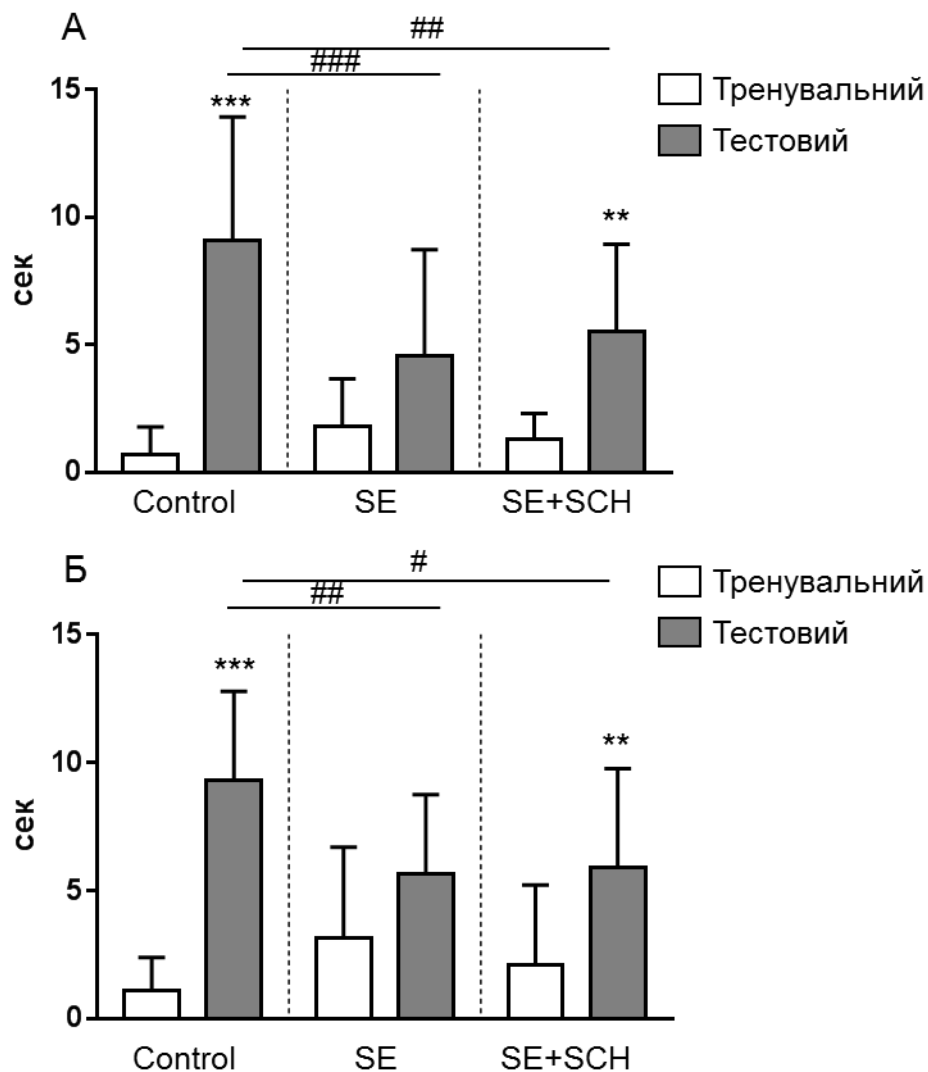 А
##
###
15
***
Тренувальний
Тестовий
10
**
сек
5
0
Control
SE
SE+SCH
Б
#
##
15
***
Тренувальний
Тестовий
10
**
сек
5
0
Control
SE
SE+SCH